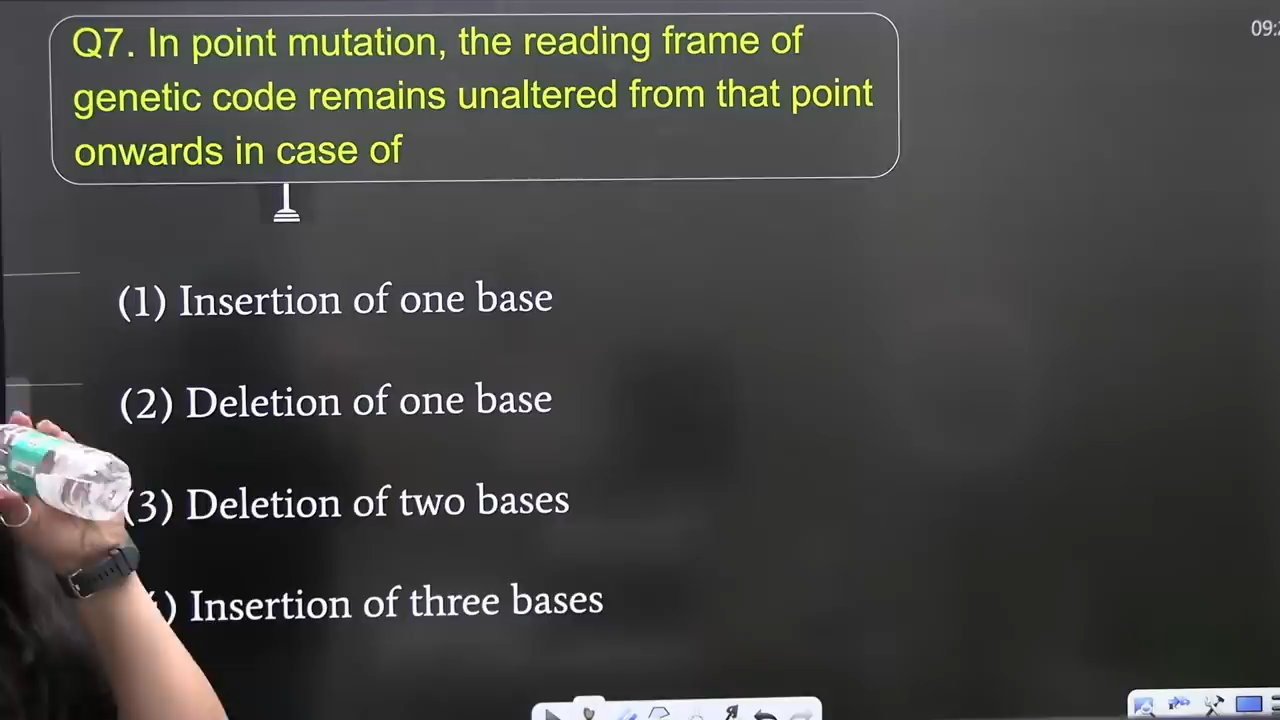 09:2
Q7. In point mutation, the reading frame of
genetic code remains unaltered from that point
onwards in case of
(1) Insertion of one base
(2) Deletion of one base
(3) Deletion of two bases
) Insertion of three bases